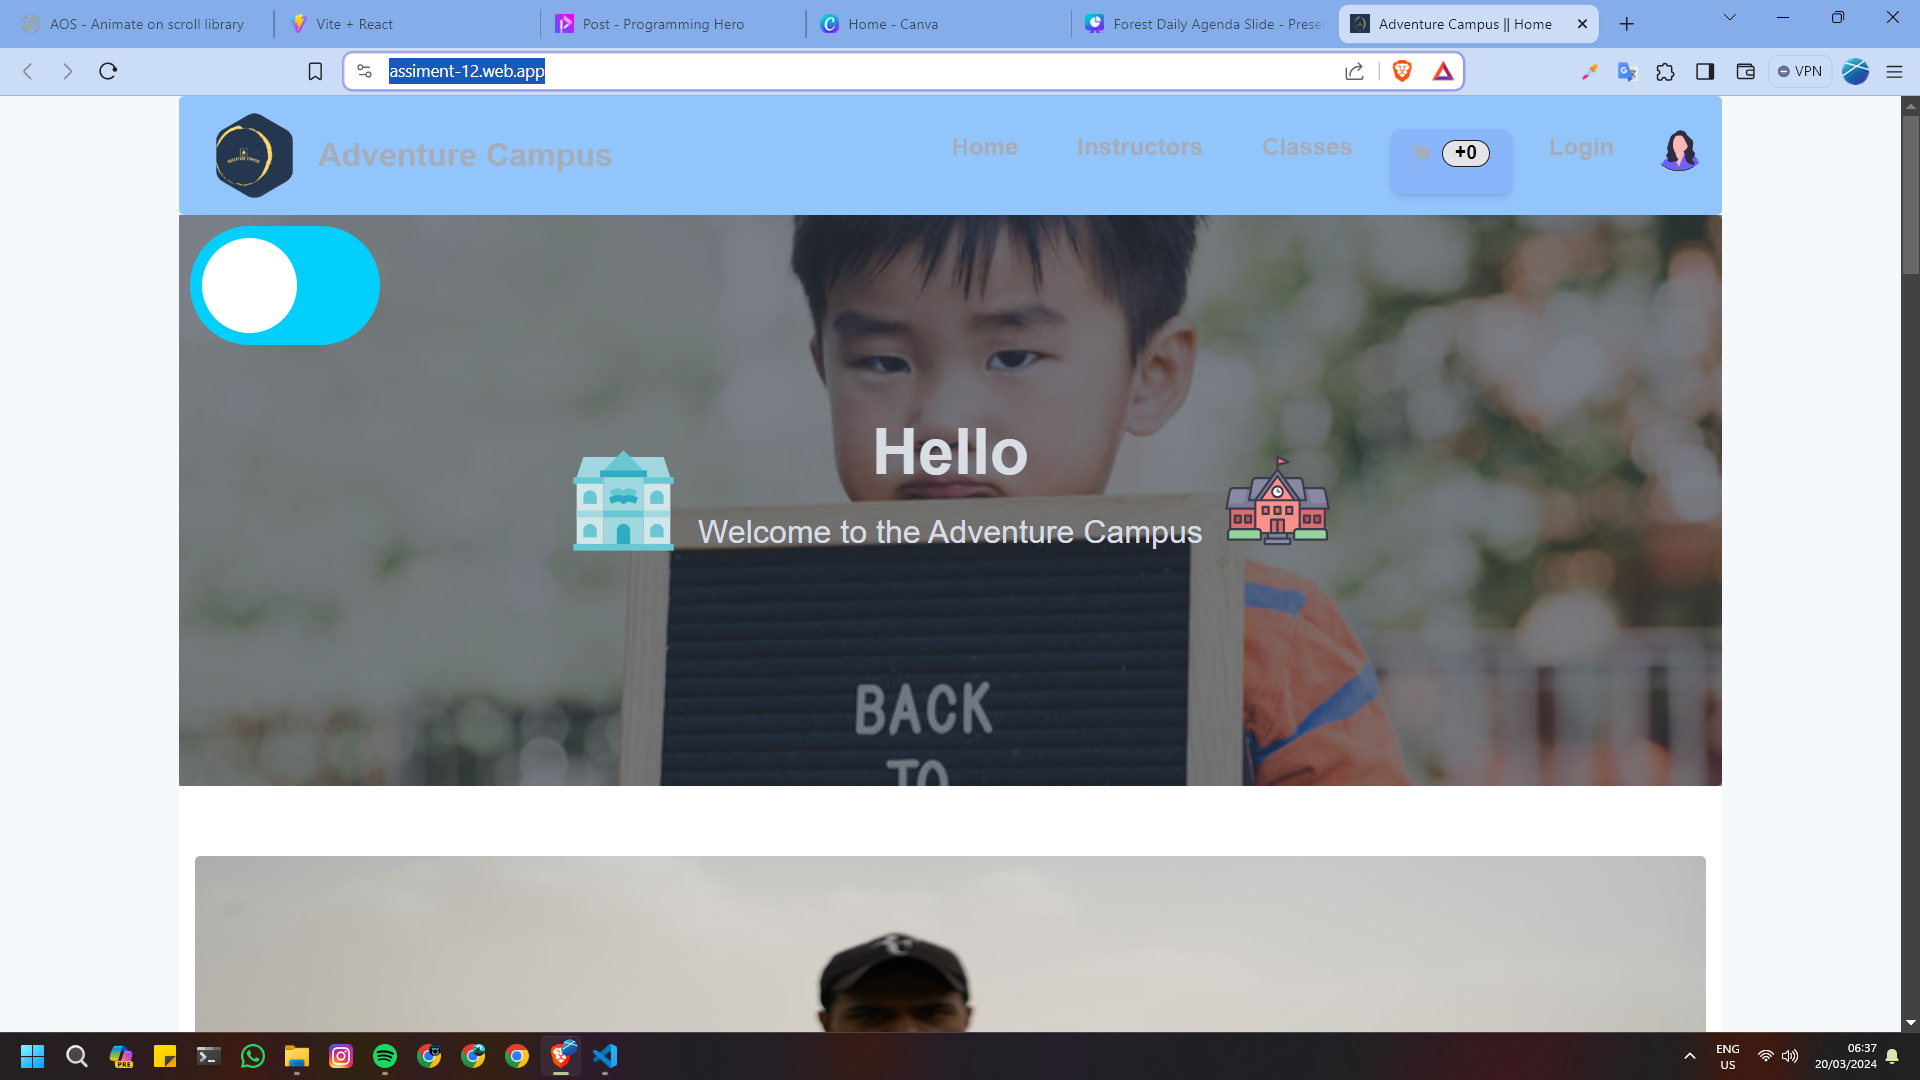 AOS - Animate on scroll library
Vite + React
Post - Programming Hero
Home - Canva
Forest Daily Agenda Slide - Prese
Adventure Campus || Home
assiment-12.web.app
VPN
Adventure Campus
Home
Instructors
Classes
+0
Login
Hello
Welcome to the Adventure Campus
BACK
TO
PRE
ENG
US
06:37
20/03/2024